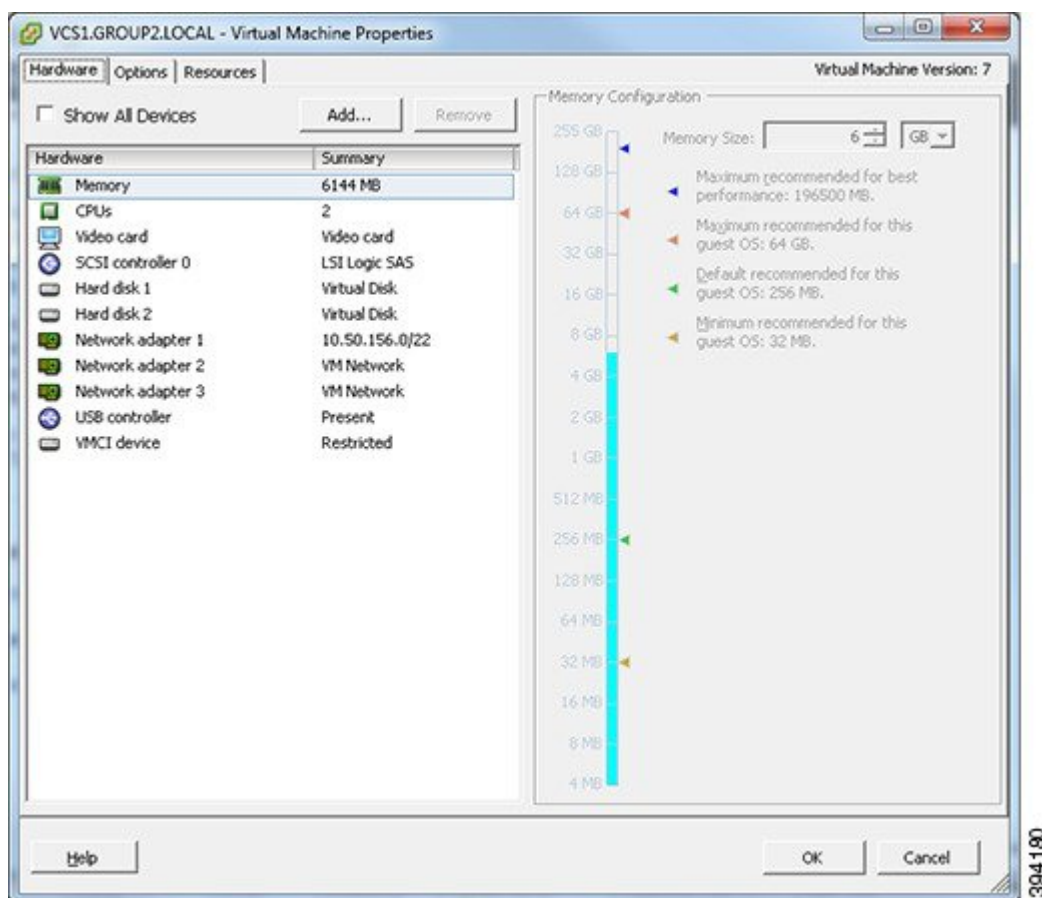 VCS1.GROUP2.LOCAL - Virtual Machine Properties
Hardware Options Resources Virtual Machine Version: 7
Show All Devices Add... Remove
Hardware Summary
Memory 6144 MB
CPUs 2
Video card Video card
SCSI controller 0 LSI Logic SAS
Hard disk 1 Virtual Disk
Hard disk 2 Virtual Disk
Network adapter 1 10.50.156.0/22
Network adapter 2 VM Network
Network adapter 3 VM Network
USB controller Present
VMCI device Restricted
Memory Configuration
255 GB
128 GB
64 GB
32 GB
16 GB
8 GB
4 GB
2 GB
1 GB
512 MB
256 MB
128 MB
64 MB
32 MB
16 MB
8 MB
4 MB
Memory Size: 6 GB
Maximum recommended for best
performance: 196500 MB.
Maximum recommended for this
guest OS: 64 GB.
Default recommended for this
guest OS: 256 MB.
Minimum recommended for this
guest OS: 32 MB.
Help OK Cancel
394190